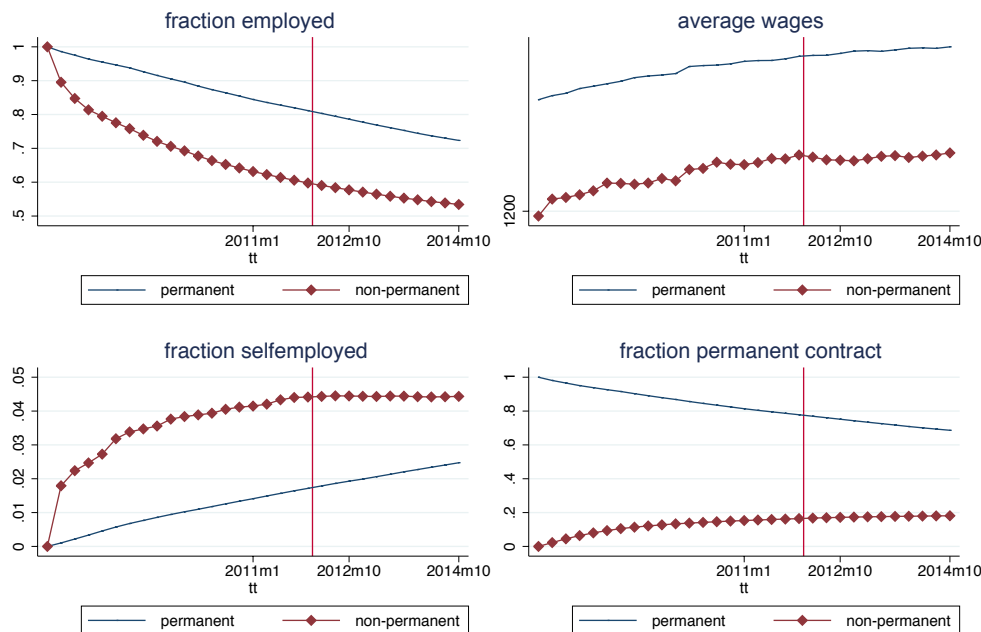 fraction employed
1
.9
.8
.7
.6
.5
2011m1 2012m10 2014m10
tt
permanent non-permanent
average wages
1200
2011m1 2012m10 2014m10
tt
permanent non-permanent
fraction selfemployed
.05
.04
.03
.02
.01
0
2011m1 2012m10 2014m10
tt
permanent non-permanent
fraction permanent contract
1
.8
.6
.4
.2
0
2011m1 2012m10 2014m10
tt
permanent non-permanent